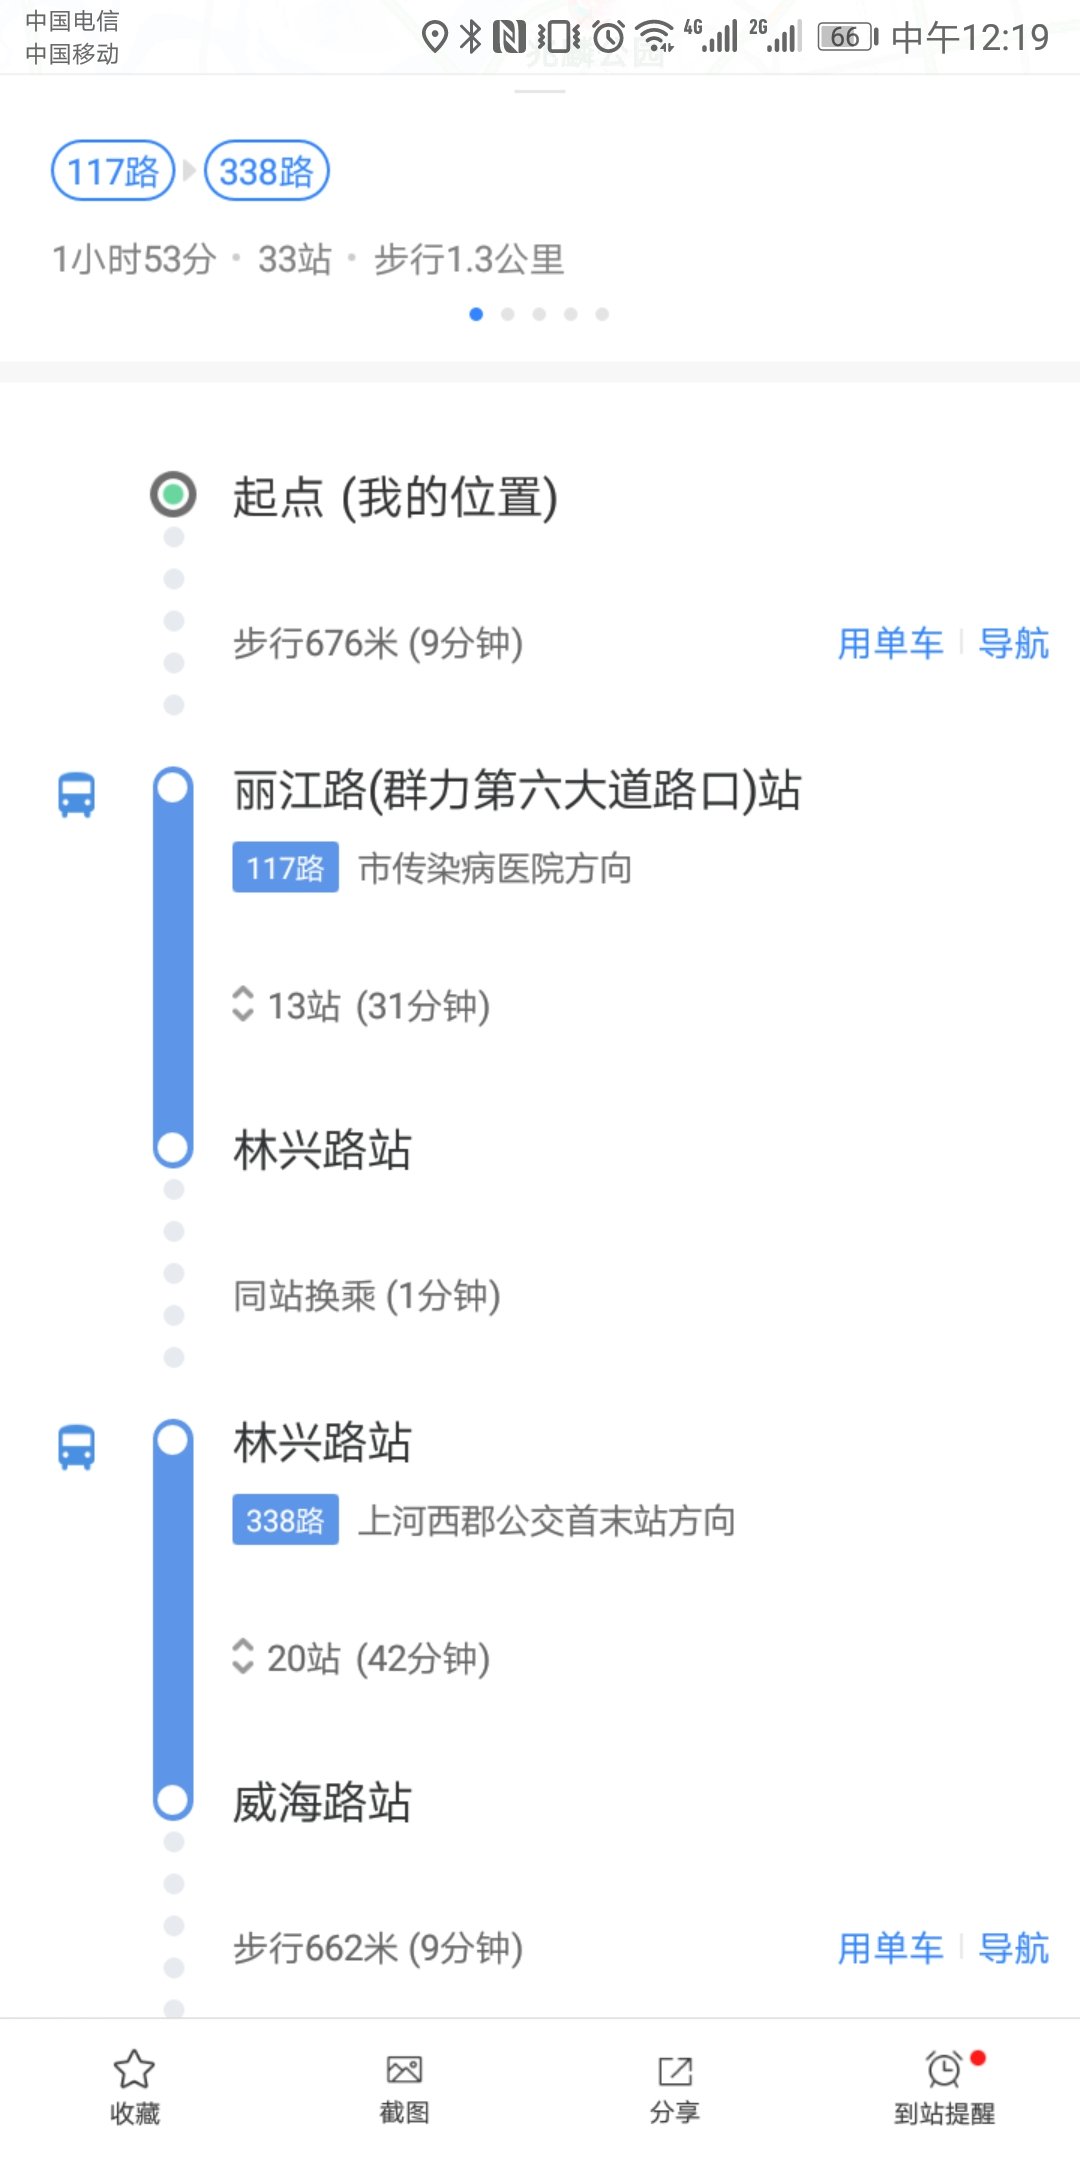 中国电信
中国移动
4G 2G 66 中午12:19
兆麟公园
117路 338路
1小时53分 · 33站 · 步行1.3公里
起点 (我的位置)
步行676米 (9分钟) 用单车 导航
丽江路(群力第六大道路口)站
117路 市传染病医院方向
13站 (31分钟)
林兴路站
同站换乘 (1分钟)
林兴路站
338路 上河西郡公交首末站方向
20站 (42分钟)
威海路站
步行662米 (9分钟) 用单车 导航
收藏 截图 分享 到站提醒